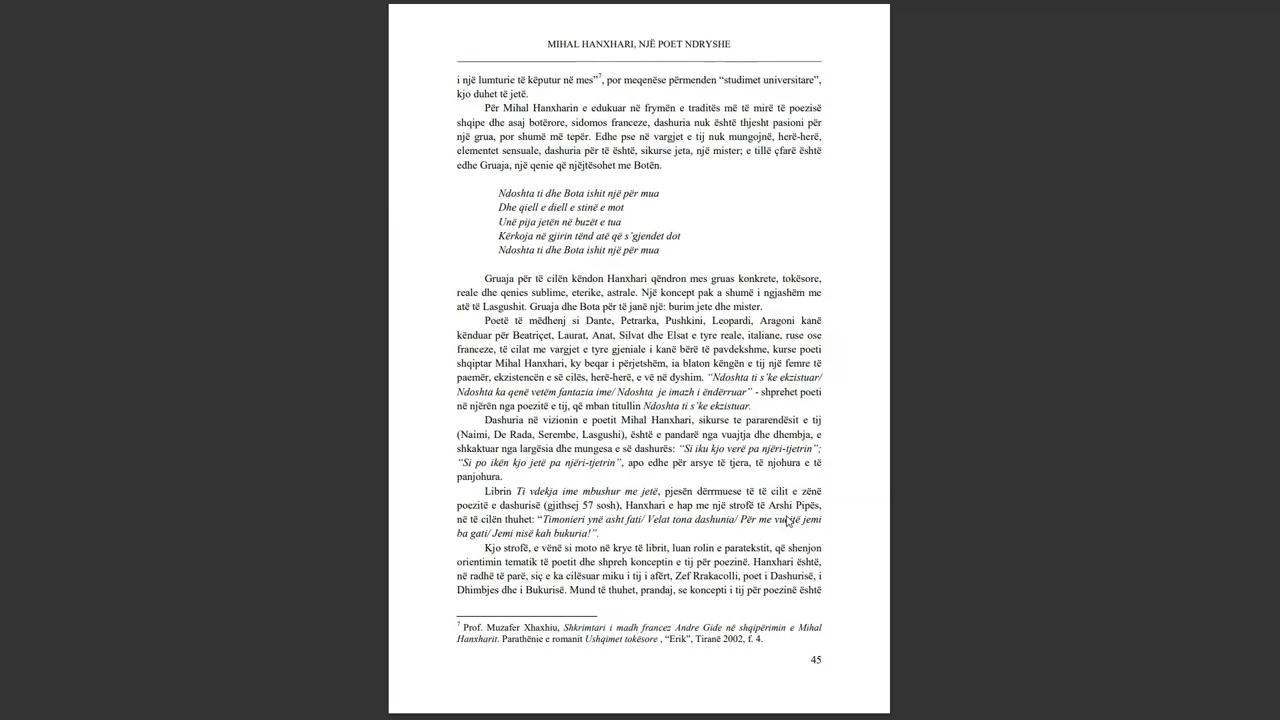 MIHAL HANXHARI, NJË POET NDRYSHE
i një lumturie të këputur në mes”7, por meqenëse përmenden “studimet universitare”,
kjo duhet të jetë.
Për Mihal Hanxharin e edukuar në frymën e traditës më të mirë të poezisë
shqipe dhe asaj botërore, sidomos franceze, dashuria nuk është thjesht pasioni për
një grua, por shumë më tepër. Edhe pse në vargjet e tij nuk mungojnë, herë-herë,
elementet sensuale, dashuria për të është, sikurse jeta, një mister; e tillë çfarë është
edhe Gruaja, një qenie që njëjtësohet me Botën.
Ndoshta ti dhe Bota ishit një për mua
Dhe qiell e diell e stinë e mot
Unë pija jetën në buzët e tua
Kërkoja në gjirin tënd atë që s’gjendet dot
Ndoshta ti dhe Bota ishit një për mua
Gruaja për të cilën këndon Hanxhari qëndron mes gruas konkrete, tokësore,
reale dhe qenies sublime, eterike, astrale. Një koncept pak a shumë i ngjashëm me
atë të Lasgushit. Gruaja dhe Bota për të janë një: burim jete dhe mister.
Poetë të mëdhenj si Dante, Petrarka, Pushkini, Leopardi, Aragoni kanë
kënduar për Beatriçet, Laurat, Anat, Silvat dhe Elsat e tyre reale, italiane, ruse ose
franceze, të cilat me vargjet e tyre gjeniale i kanë bërë të pavdekshme, kurse poeti
shqiptar Mihal Hanxhari, ky beqar i përjetshëm, ia blaton këngën e tij një femre të
paemër, ekzistencën e së cilës, herë-herë, e vë në dyshim. “Ndoshta ti s’ke ekzistuar/
Ndoshta ka qenë vetëm fantazia ime/ Ndoshta je imazh i ëndërruar” - shprehet poeti
në njërën nga poezitë e tij, që mban titullin Ndoshta ti s’ke ekzistuar.
Dashuria në vizionin e poetit Mihal Hanxhari, sikurse te pararendësit e tij
(Naimi, De Rada, Serembe, Lasgushi), është e pandarë nga vuajtja dhe dhembja, e
shkaktuar nga largësia dhe mungesa e së dashurës: “Si iku kjo verë pa njëri-tjetrin”;
“Si po ikën kjo jetë pa njëri-tjetrin”, apo edhe për arsye të tjera, të njohura e të
panjohura.
Librin Ti vdekja ime mbushur me jetë, pjesën dërrmuese të të cilit e zënë
poezitë e dashurisë (gjithsej 57 sosh), Hanxhari e hap me një strofë të Arshi Pipës,
në të cilën thuhet: “Timonieri ynë asht fati/ Velat tona dashunia/ Për me jemi
ba gati/ Jemi nisë kah bukuria!”.
Kjo strofë, e vënë si moto në krye të librit, luan rolin e paratekstit, që shenjon
orientimin tematik të poetit dhe shpreh konceptin e tij për poezinë. Hanxhari është,
në radhë të parë, siç e ka cilësuar miku i tij i afërt, Zef Rrakacolli, poet i Dashurisë, i
Dhimbjes dhe i Bukurisë. Mund të thuhet, prandaj, se koncepti i tij për poezinë është
7 Prof. Muzafer Xhaxhiu, Shkrimtari i madh francez Andre Gide në shqipërimin e Mihal
Hanxharit. Parathënie e romanit Ushqimet tokësore , “Erik”, Tiranë 2002, f. 4.
45